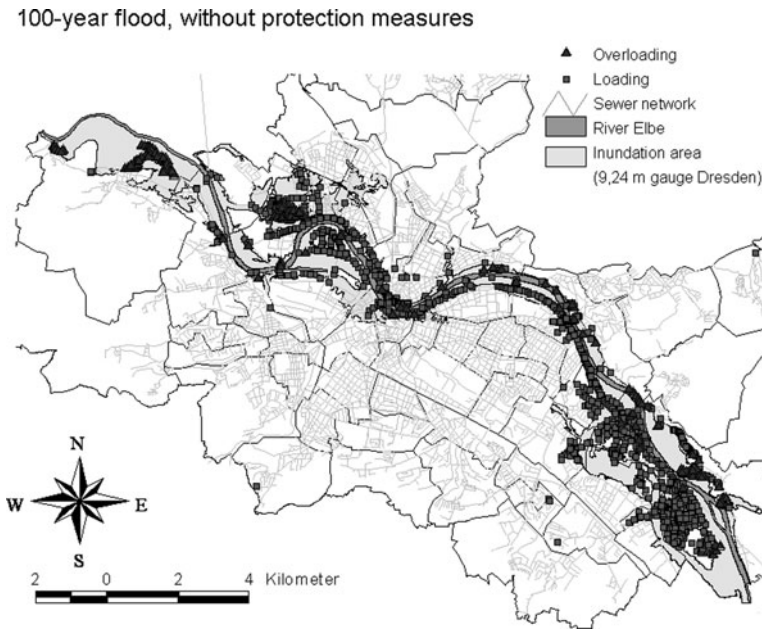 100-year flood, without protection measures
Overloading
Loading
Sewer network
River Elbe
Inundation area
(9,24 m gauge Dresden)
N
W E
S
2 0 2 4 Kilometer